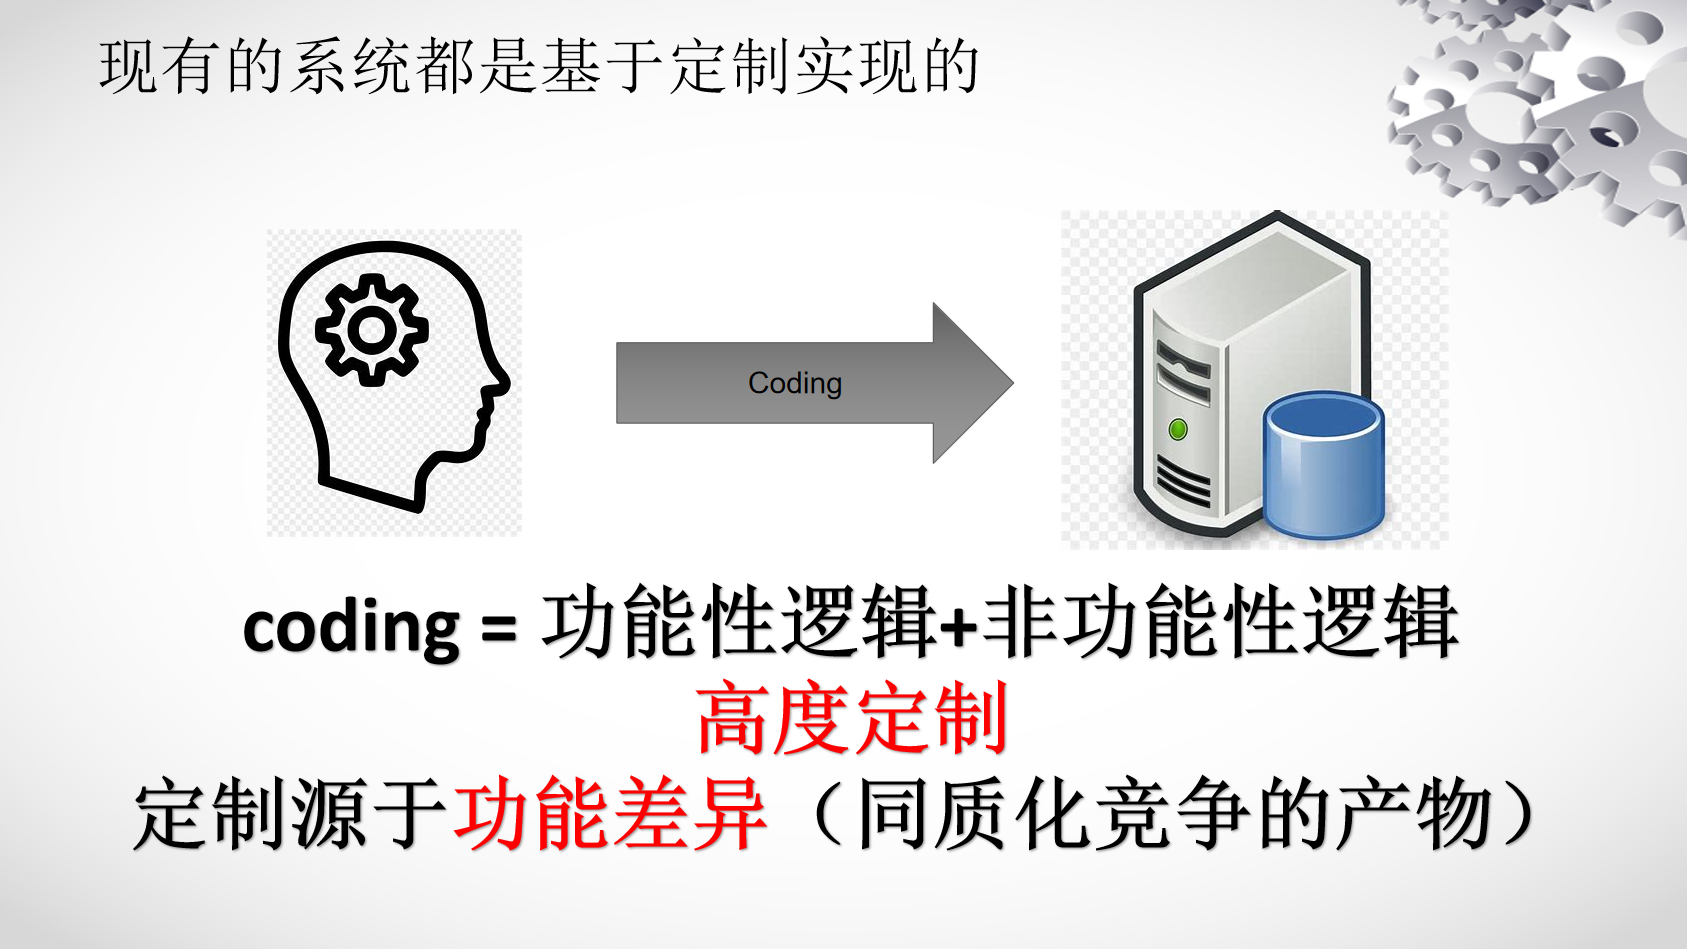 现有的系统都是基于定制实现的
Coding
coding = 功能性逻辑+非功能性逻辑
高度定制
定制源于功能差异（同质化竞争的产物）